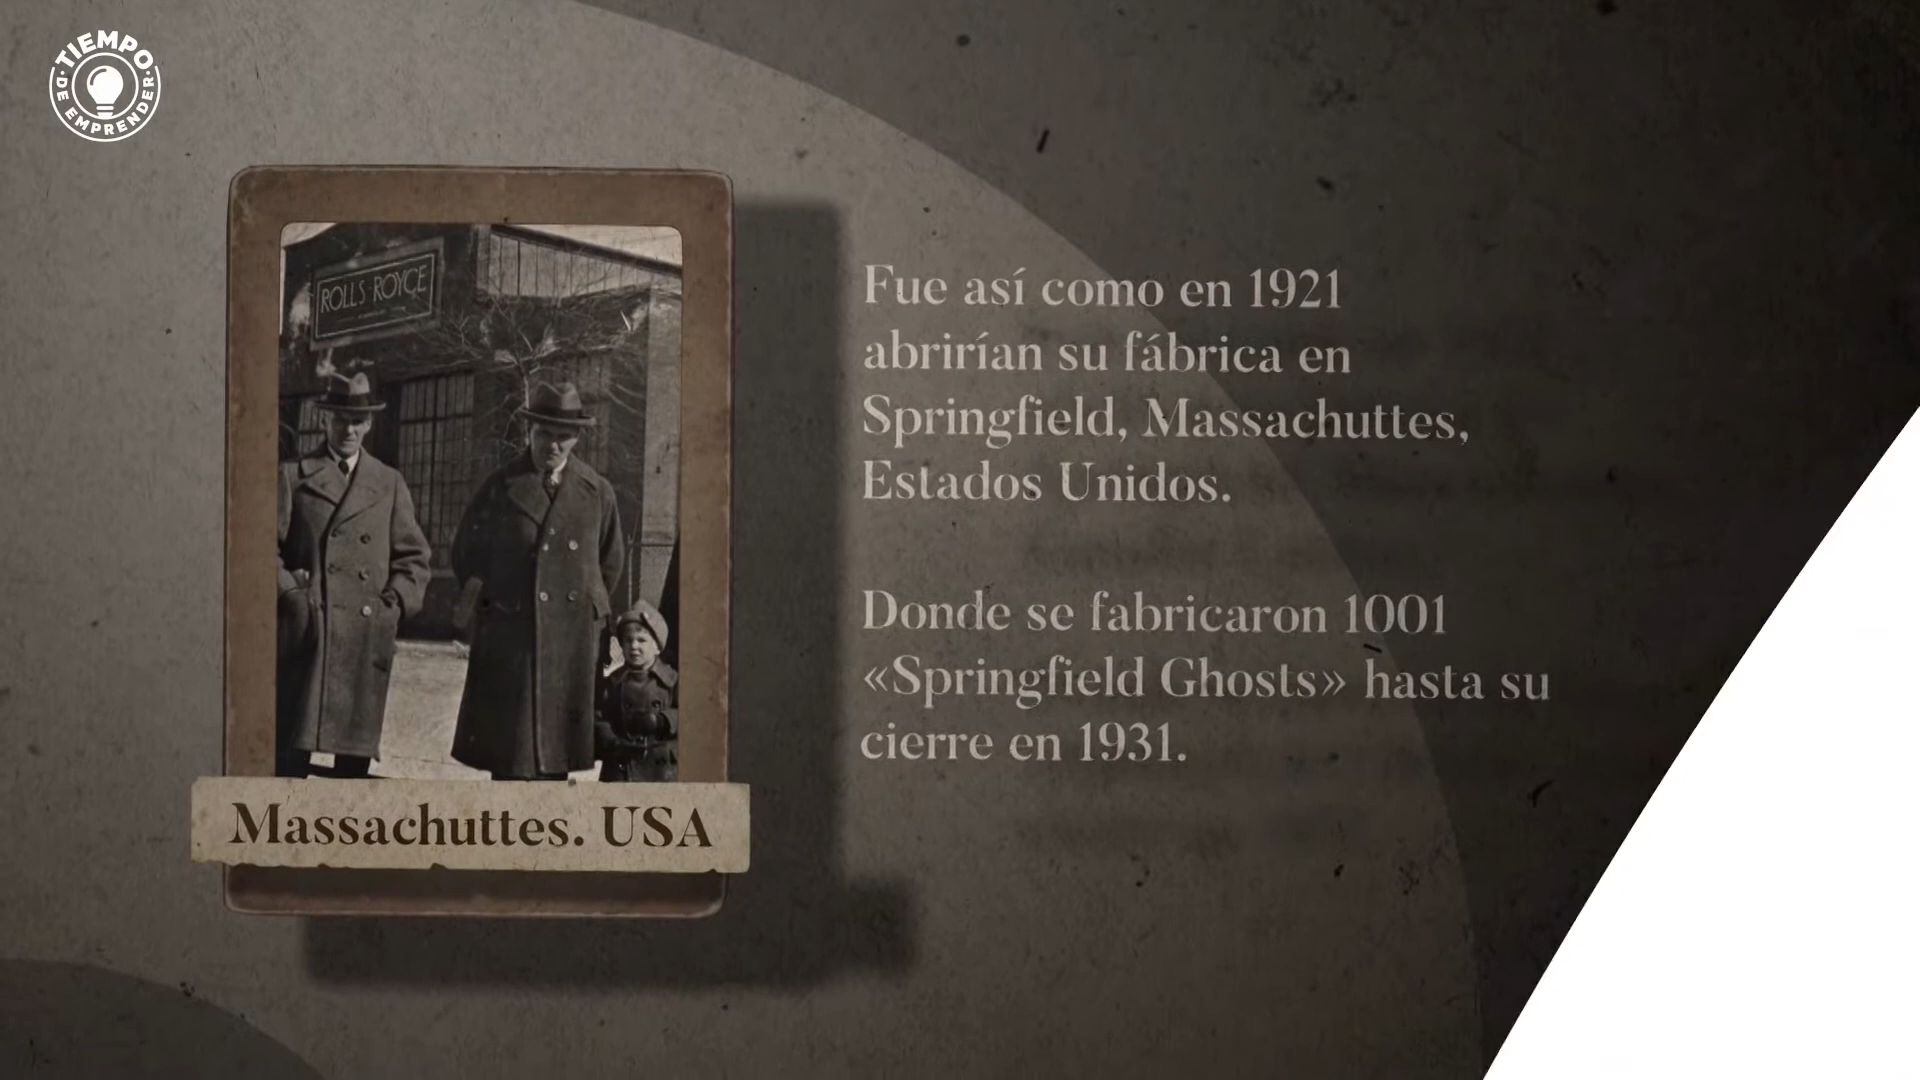 TIEMPO
DE EMPRENDER
ROLLS-ROYCE
Massachuttes. USA
Fue así como en 1921
abrirían su fábrica en
Springfield, Massachuttes,
Estados Unidos.
Donde se fabricaron 1001
«Springfield Ghosts» hasta su
cierre en 1931.